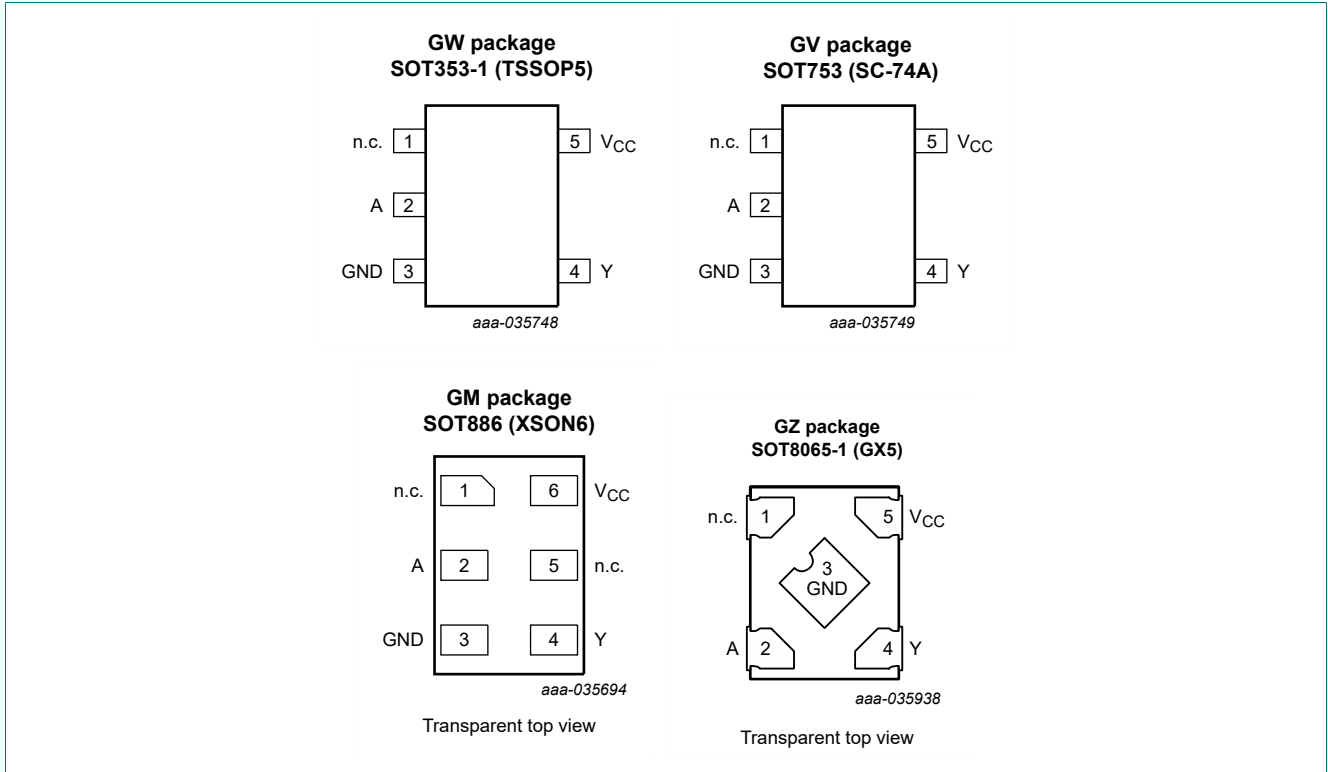 GW package
SOT353-1 (TSSOP5)
n.c. 1 5 VCC
A 2
GND 3 4 Y
aaa-035748
GV package
SOT753 (SC-74A)
n.c. 1 5 VCC
A 2
GND 3 4 Y
aaa-035749
GM package
SOT886 (XSON6)
n.c. 1 6 VCC
A 2 5 n.c.
GND 3 4 Y
aaa-035694
Transparent top view
GZ package
SOT8065-1 (GX5)
n.c. 1 5 VCC
3
GND
A 2 4 Y
aaa-035938
Transparent top view